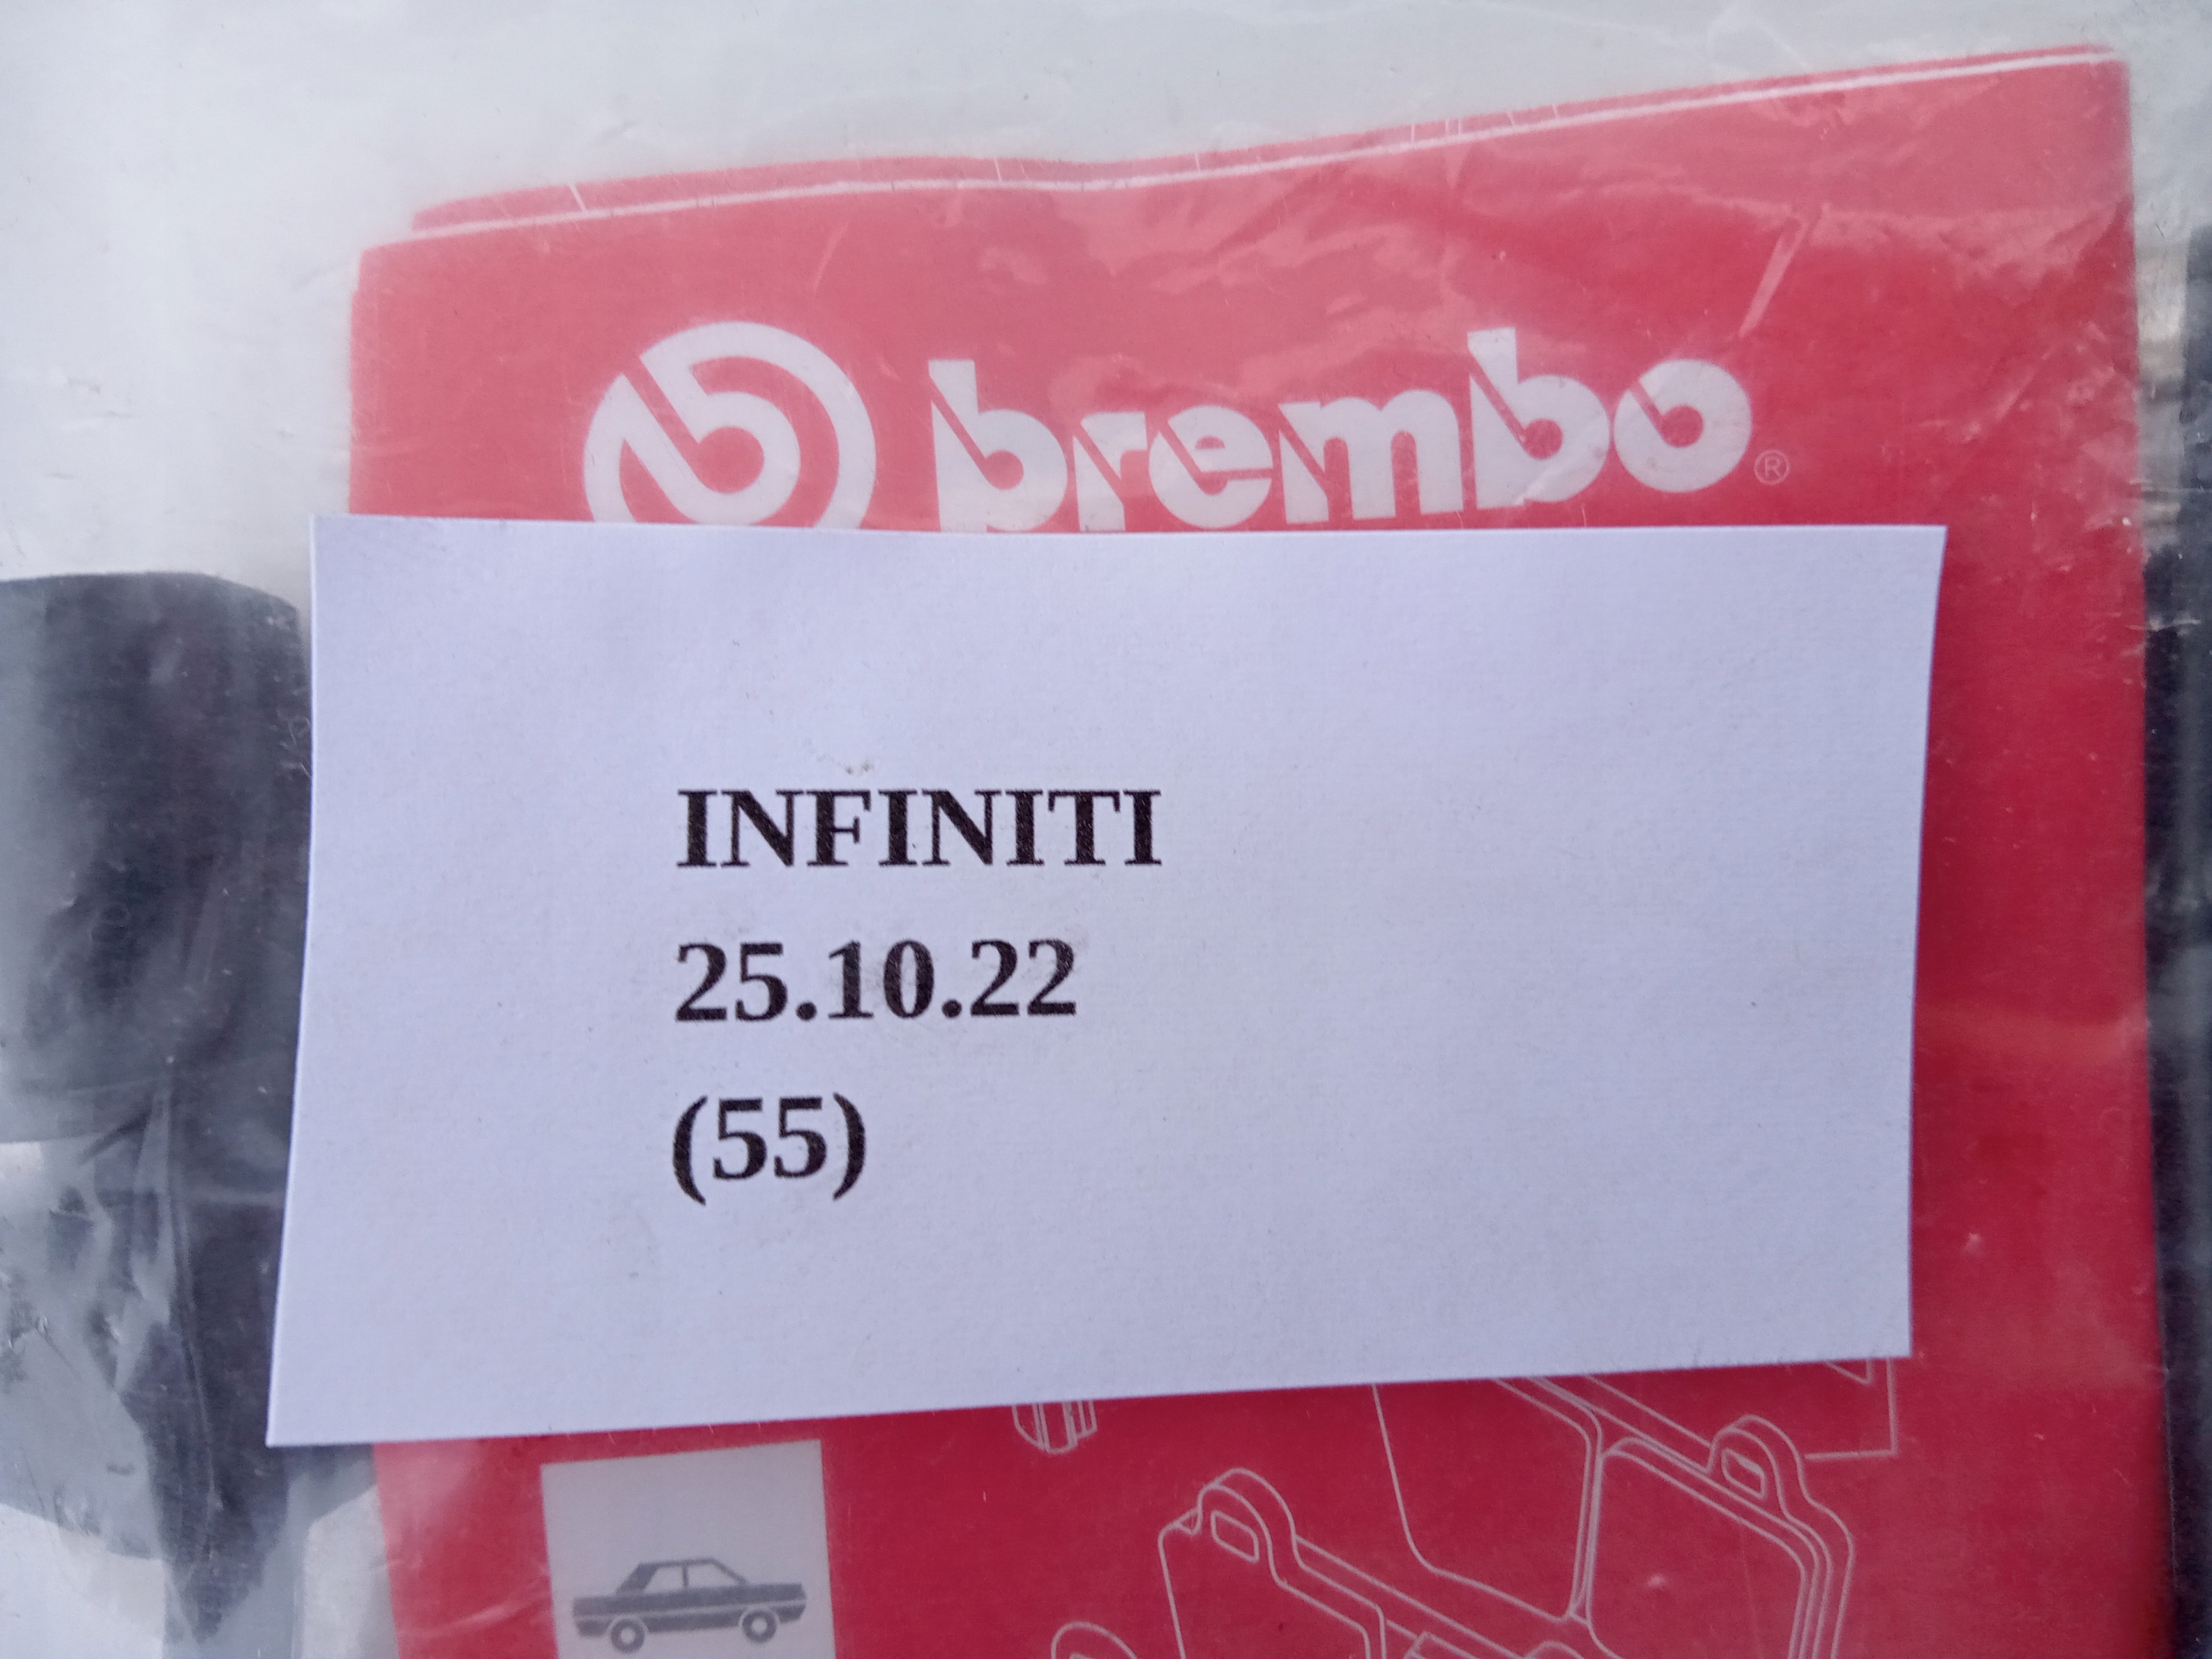 brembo®
INFINITI
25.10.22
(55)